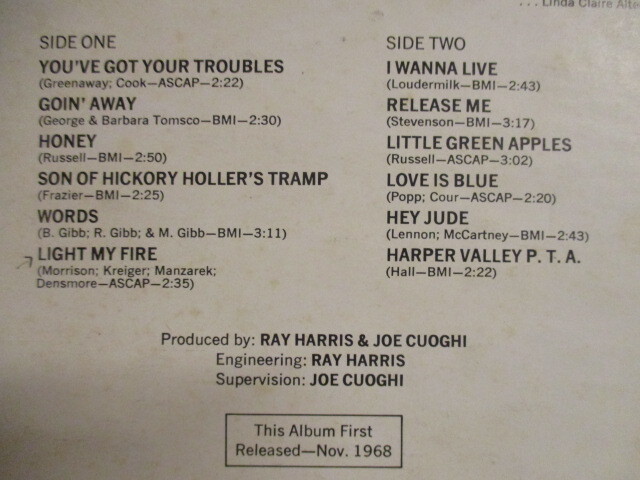 ... Linda Claire Alte
SIDE ONE
YOU'VE GOT YOUR TROUBLES
(Greenaway; Cook—ASCAP—2:22)
GOIN' AWAY
(George & Barbara Tomsco—BMI—2:30)
HONEY
(Russell—BMI—2:50)
SON OF HICKORY HOLLER'S TRAMP
(Frazier—BMI—2:25)
WORDS
(B. Gibb; R. Gibb; & M. Gibb—BMI—3:11)
LIGHT MY FIRE
(Morrison; Kreiger; Manzarek;
Densmore—ASCAP—2:35)
SIDE TWO
I WANNA LIVE
(Loudermilk—BMI—2:43)
RELEASE ME
(Stevenson—BMI—3:17)
LITTLE GREEN APPLES
(Russell—ASCAP—3:02)
LOVE IS BLUE
(Popp; Cour—ASCAP—2:20)
HEY JUDE
(Lennon; McCartney—BMI—2:43)
HARPER VALLEY P. T. A.
(Hall—BMI—2:22)
Produced by: RAY HARRIS & JOE CUOGHI
Engineering: RAY HARRIS
Supervision: JOE CUOGHI
This Album First
Released—Nov. 1968